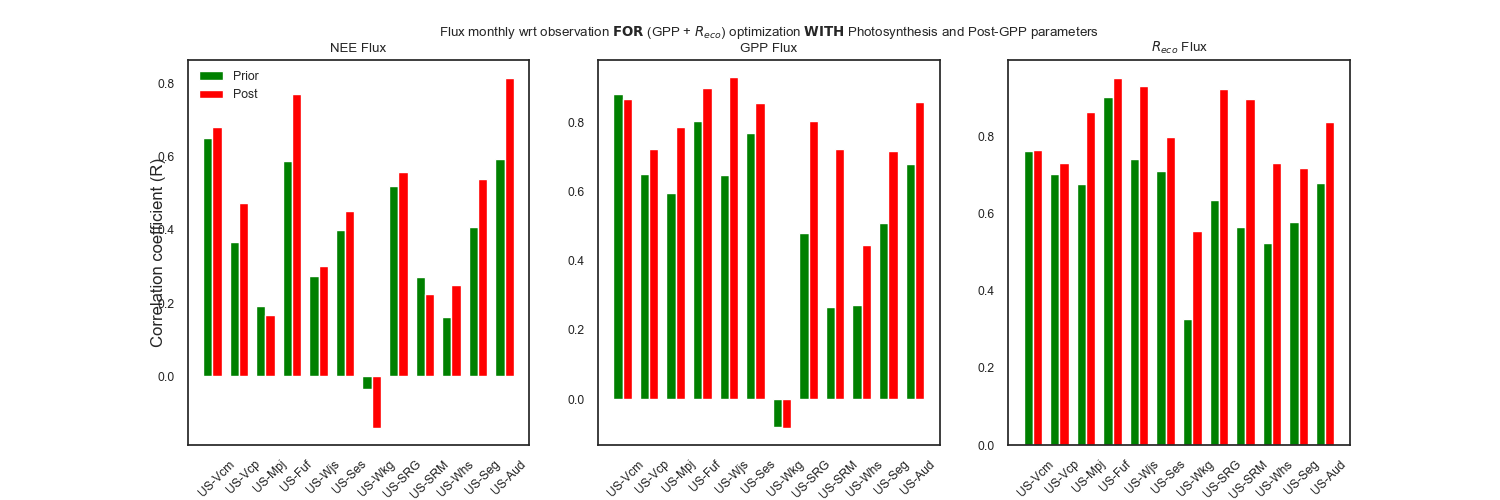 Flux monthly wrt observation FOR (GPP + R_eco) optimization WITH Photosynthesis and Post-GPP parameters
NEE Flux
GPP Flux
R_eco Flux
Prior
Post
Correlation coefficient (R)
0.8
0.6
0.4
0.2
0.0
US-Vcm
US-Vcp
US-Mpj
US-Fuf
US-Wjs
US-Ses
US-Wkg
US-SRG
US-SRM
US-Whs
US-Seg
US-Aud
0.8
0.6
0.4
0.2
0.0
US-Vcm
US-Vcp
US-Mpj
US-Fuf
US-Wjs
US-Ses
US-Wkg
US-SRG
US-SRM
US-Whs
US-Seg
US-Aud
0.8
0.6
0.4
0.2
0.0
US-Vcm
US-Vcp
US-Mpj
US-Fuf
US-Wjs
US-Ses
US-Wkg
US-SRG
US-SRM
US-Whs
US-Seg
US-Aud